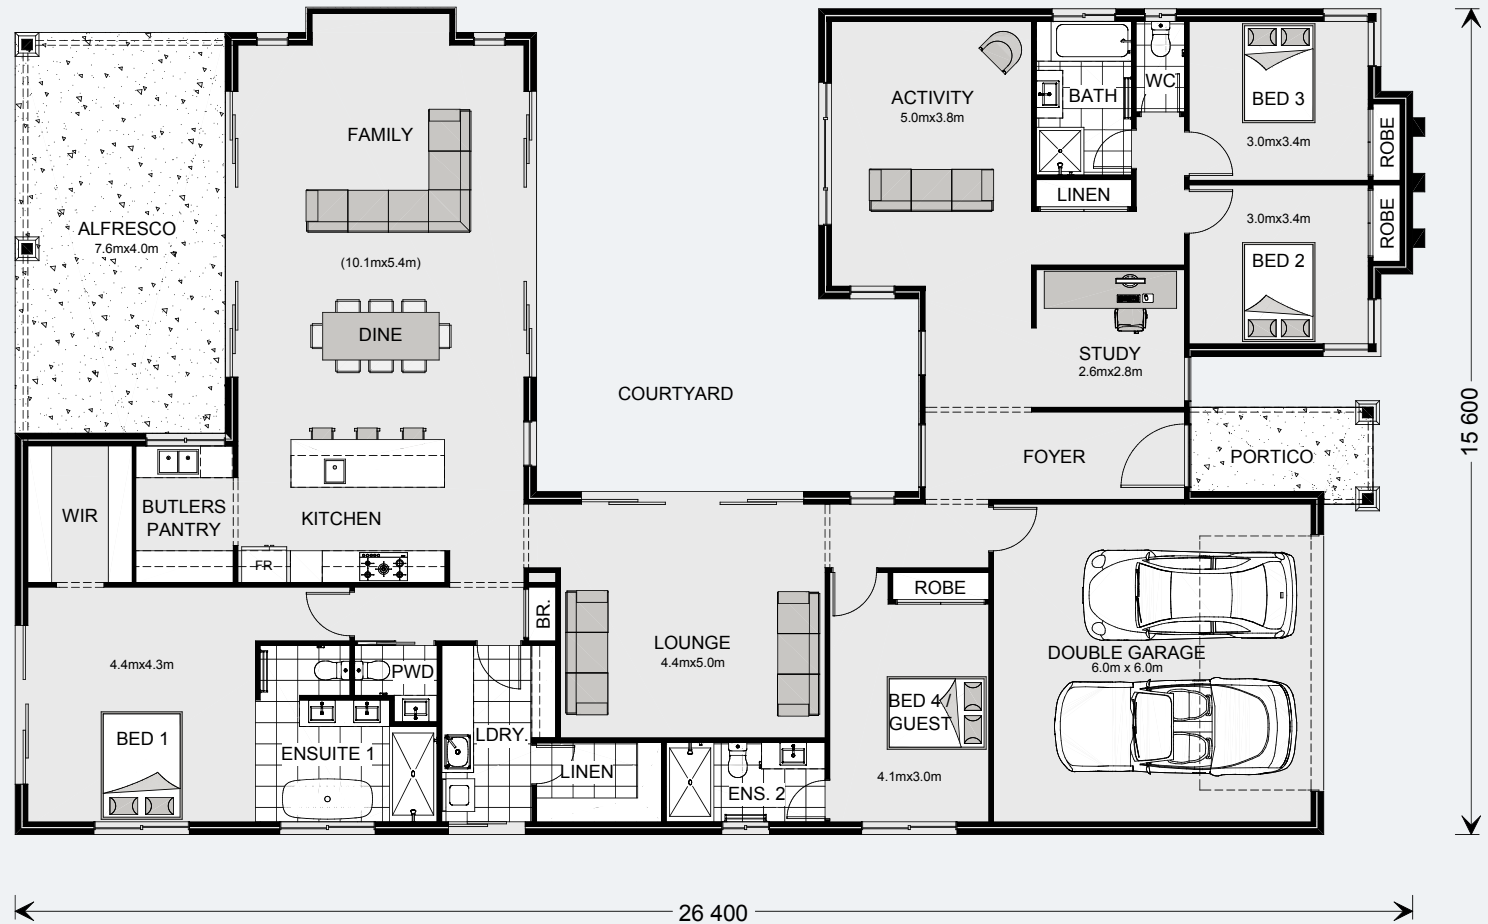 FAMILY
(10.1mx5.4m)
ALFRESCO
7.6mx4.0m
DINE
COURTYARD
ACTIVITY
5.0mx3.8m
BATH
WC
BED 3
3.0mx3.4m
ROBE
LINEN
3.0mx3.4m
BED 2
ROBE
STUDY
2.6mx2.8m
FOYER
PORTICO
15 600
WIR
BUTLERS
PANTRY
KITCHEN
FR
BR.
LOUNGE
4.4mx5.0m
ROBE
DOUBLE GARAGE
6.0m x 6.0m
4.4mx4.3m
PWD
BED 1
ENSUITE 1
LDRY.
LINEN
ENS. 2
BED 4 /
GUEST
4.1mx3.0m
26 400